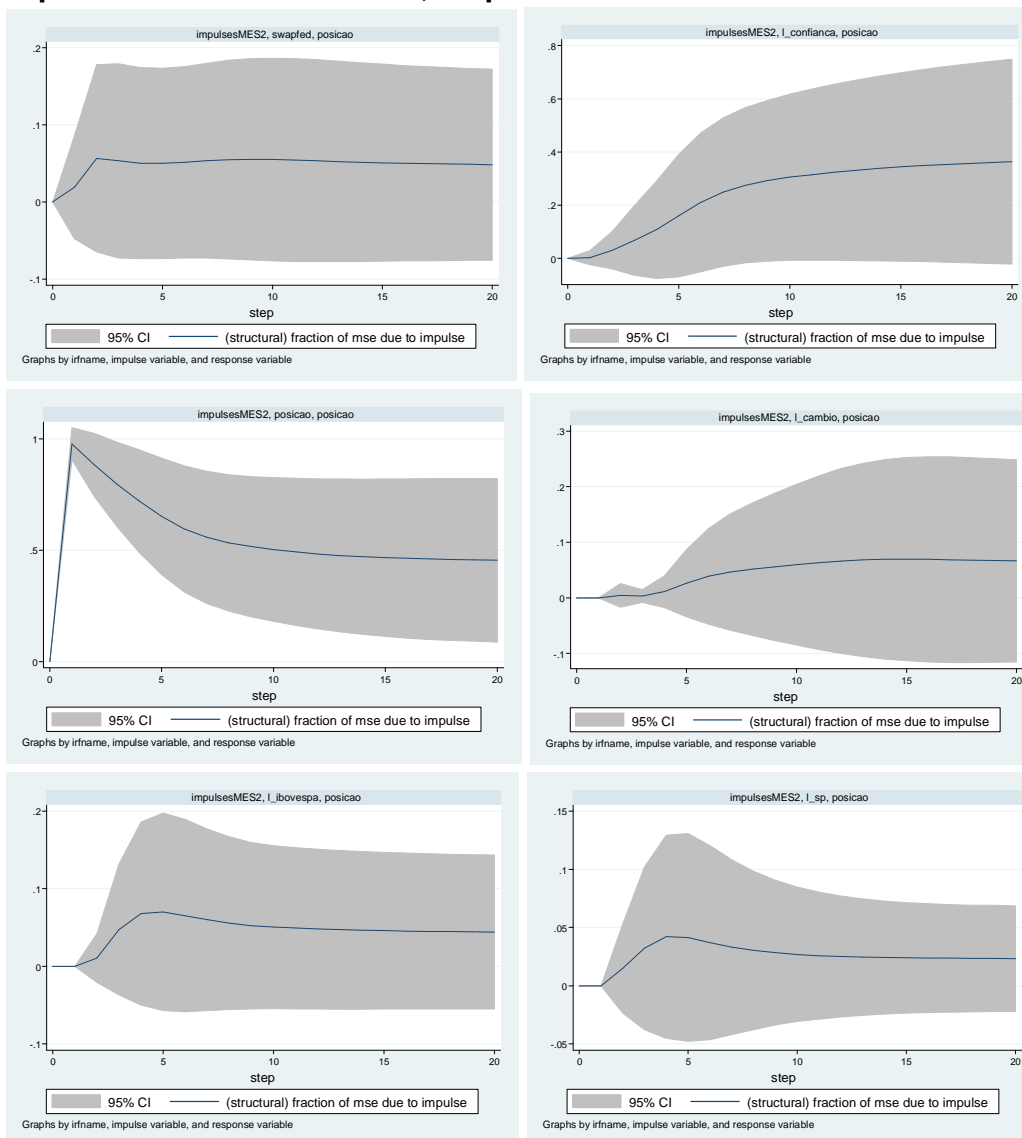 impulsesMES2, swapfed, posicao
.2
.1
0
-.1
0 5 10 15 20
step
95% CI (structural) fraction of mse due to impulse
Graphs by irfname, impulse variable, and response variable
impulsesMES2, l_confianca, posicao
.8
.6
.4
.2
0
0 5 10 15 20
step
95% CI (structural) fraction of mse due to impulse
Graphs by irfname, impulse variable, and response variable
impulsesMES2, posicao, posicao
1
.5
0
0 5 10 15 20
step
95% CI (structural) fraction of mse due to impulse
Graphs by irfname, impulse variable, and response variable
impulsesMES2, l_cambio, posicao
.3
.2
.1
0
-.1
0 5 10 15 20
step
95% CI (structural) fraction of mse due to impulse
Graphs by irfname, impulse variable, and response variable
impulsesMES2, l_ibovespa, posicao
.2
.1
0
-.1
0 5 10 15 20
step
95% CI (structural) fraction of mse due to impulse
Graphs by irfname, impulse variable, and response variable
impulsesMES2, l_sp, posicao
.15
.1
.05
0
-.05
0 5 10 15 20
step
95% CI (structural) fraction of mse due to impulse
Graphs by irfname, impulse variable, and response variable